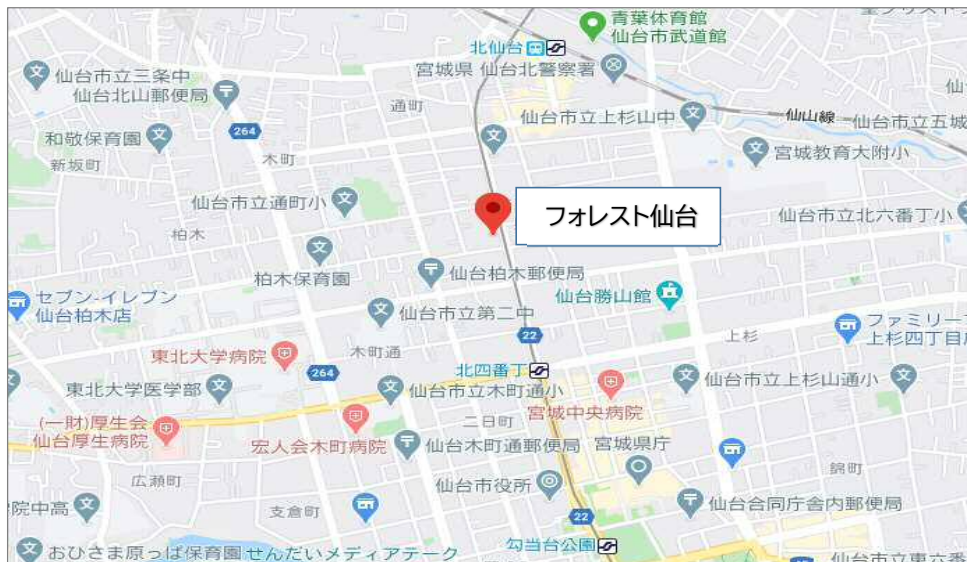 青葉体育館
仙台市武道館
北仙台
宮城県 仙台北警察署
仙台市立三条中
仙台北山郵便局
通町
仙台市立上杉山中
仙山線
仙台市立五城
和敬保育園
264
木町
新坂町
宮城教育大附小
仙台市立通町小
フォレスト仙台
仙台市立北六番丁小
柏木
柏木保育園
仙台柏木郵便局
セブン-イレブン
仙台柏木店
仙台勝山館
仙台市立第二中
22
上杉
ファミリー
上杉四丁目
東北大学病院
木町通
264
北四番丁
東北大学医学部
仙台市立木町通小
仙台市立上杉山通小
宮城中央病院
(一財)厚生会
仙台厚生病院
二日町
宏人会木町病院
仙台木町通郵便局
宮城県庁
広瀬町
錦町
仙台市役所
院中高
支倉町
仙台合同庁舎内郵便局
22
勾当台公園
おひさま原っぱ保育園
せんだいメディアテーク
仙台市立東六番